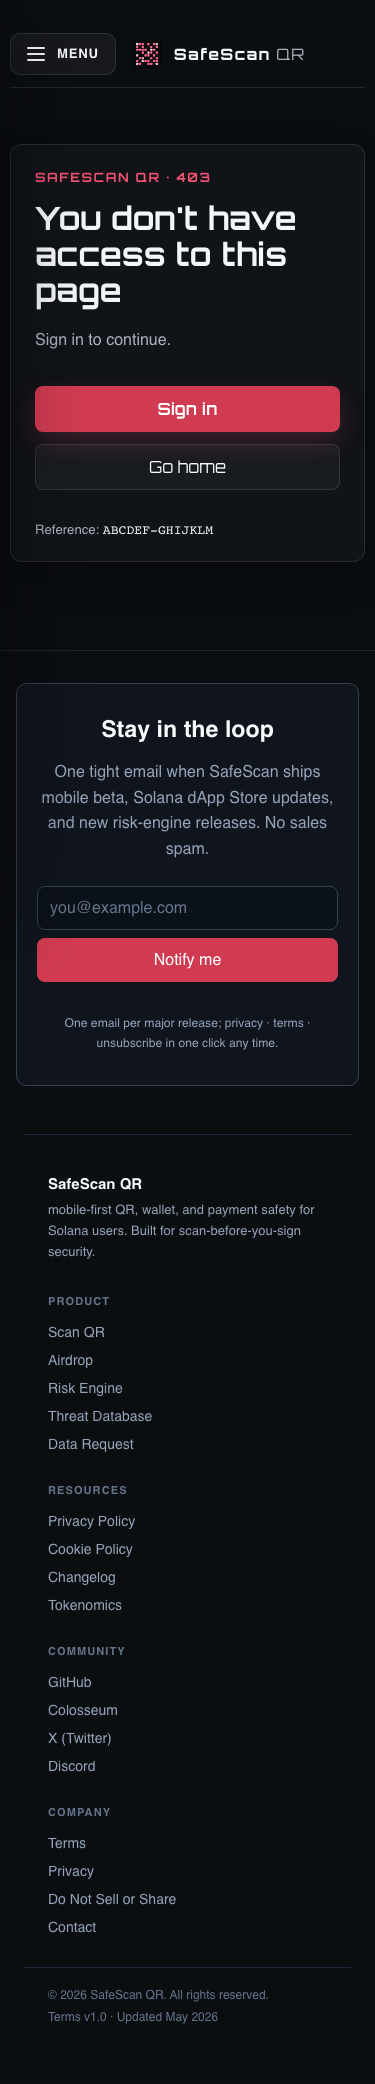 MENU
SafeScan QR
SAFESCAN QR · 403
You don't have
access to this
page
Sign in to continue.
Sign in
Go home
Reference: ABCDEF-GHIJKLM
Stay in the loop
One tight email when SafeScan ships
mobile beta, Solana dApp Store updates,
and new risk-engine releases. No sales
spam.
you@example.com
Notify me
One email per major release; privacy · terms ·
unsubscribe in one click any time.
SafeScan QR
mobile-first QR, wallet, and payment safety for
Solana users. Built for scan-before-you-sign
security.
PRODUCT
Scan QR
Airdrop
Risk Engine
Threat Database
Data Request
RESOURCES
Privacy Policy
Cookie Policy
Changelog
Tokenomics
COMMUNITY
GitHub
Colosseum
X (Twitter)
Discord
COMPANY
Terms
Privacy
Do Not Sell or Share
Contact
© 2026 SafeScan QR. All rights reserved.
Terms v1.0 · Updated May 2026